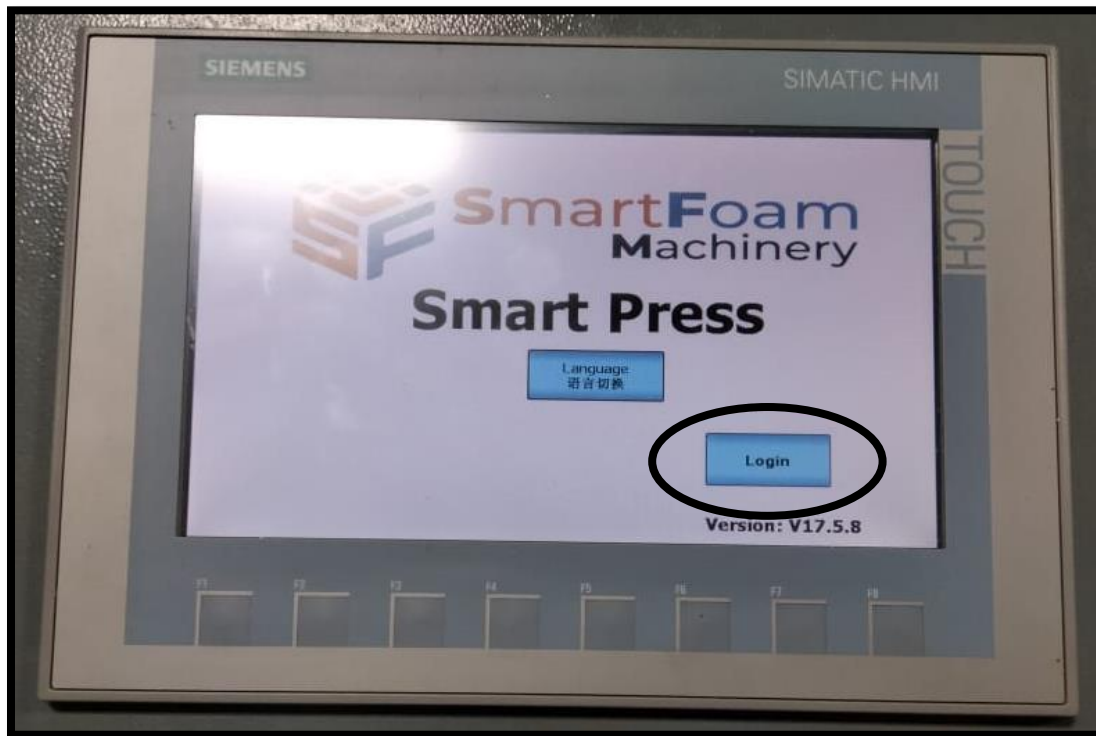 SIEMENS
SIMATIC HMI
TOUCH
SF
SmartFoam
Machinery
Smart Press
Language
语言切换
Login
Version: V17.5.8
F1 F2 F3 F4 F5 F6 F7 F8